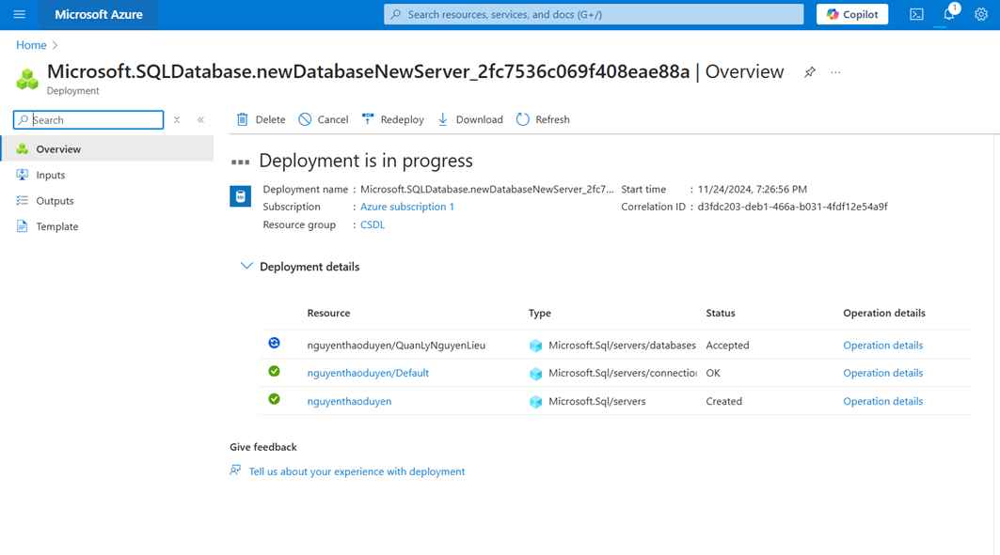 Microsoft Azure
Search resources, services, and docs (G+/)
Copilot
1
Home
Microsoft.SQLDatabase.newDatabaseNewServer_2fc7536c069f408eae88a | Overview
Deployment
Search
Delete
Cancel
Redeploy
Download
Refresh
Overview
Inputs
Outputs
Template
Deployment is in progress
Deployment name : Microsoft.SQLDatabase.newDatabaseNewServer_2fc7...
Subscription : Azure subscription 1
Resource group : CSDL
Start time : 11/24/2024, 7:26:56 PM
Correlation ID : d3fdc203-deb1-466a-b031-4fdf12e54a9f
Deployment details
Resource Type Status Operation details
nguyenthaoduyen/QuanLyNguyenLieu Microsoft.Sql/servers/databases Accepted Operation details
nguyenthaoduyen/Default Microsoft.Sql/servers/connection OK Operation details
nguyenthaoduyen Microsoft.Sql/servers Created Operation details
Give feedback
Tell us about your experience with deployment